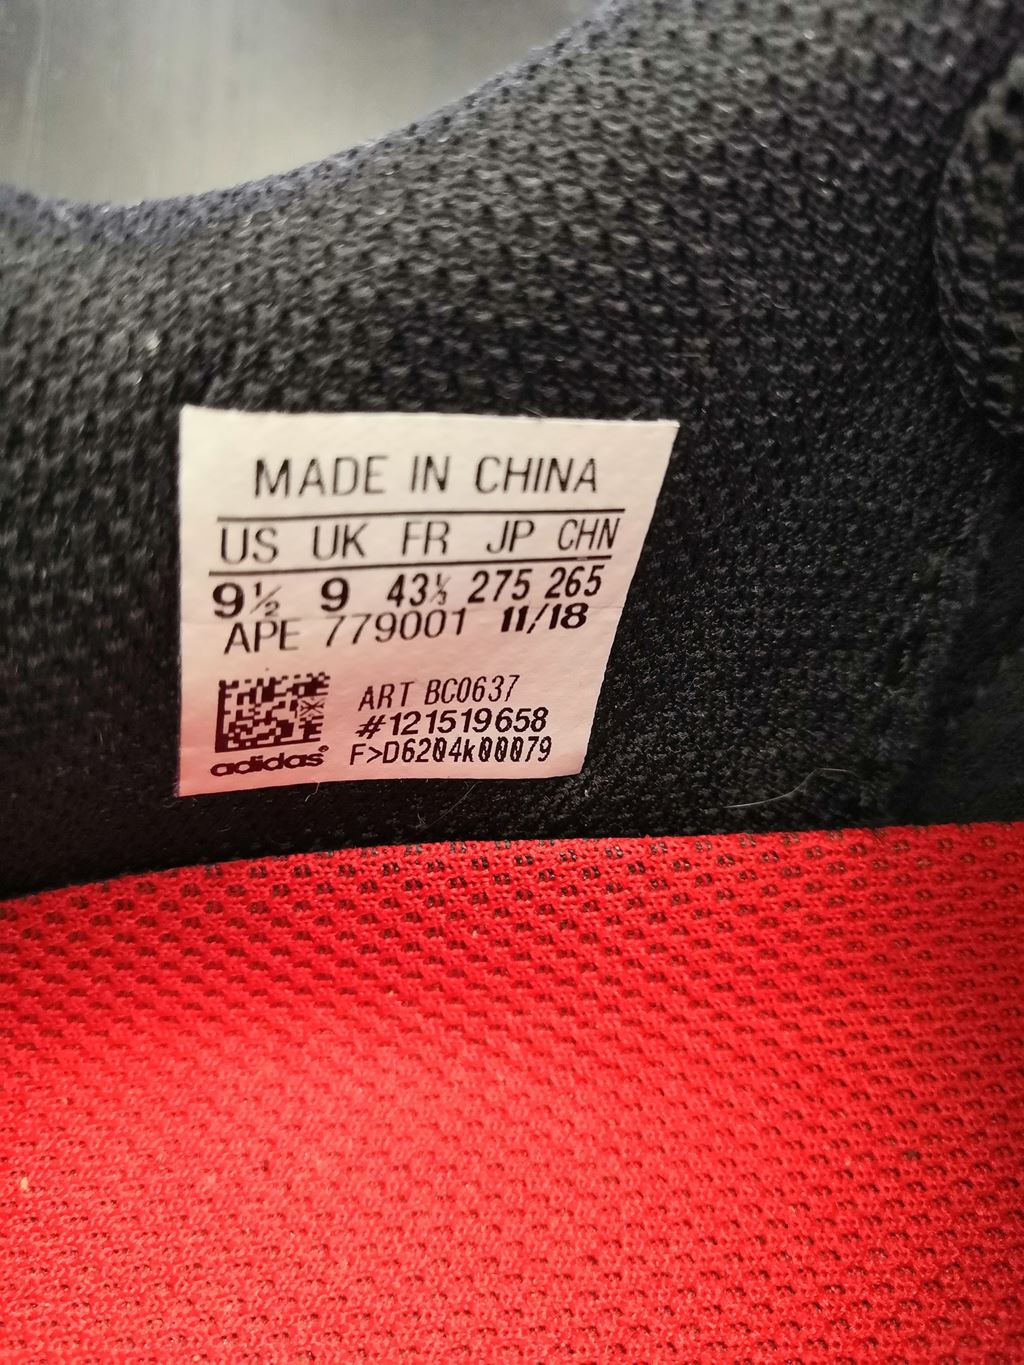 MADE IN CHINA
US UK FR JP CHN
9½ 9 43⅓ 275 265
APE 779001 11/18
ART BC0637
#121519658
adidas® F>D6204k00079